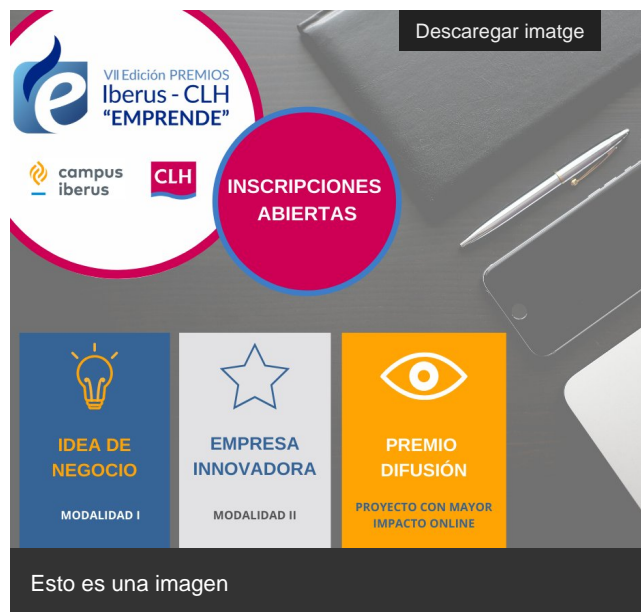 Descaregar imatge
VII Edición PREMIOS
Iberus - CLH
“EMPRENDE”
campus
iberus
CLH
INSCRIPCIONES
ABIERTAS
IDEA DE
NEGOCIO
MODALIDAD I
EMPRESA
INNOVADORA
MODALIDAD II
PREMIO
DIFUSIÓN
PROYECTO CON MAYOR
IMPACTO ONLINE
Esto es una imagen